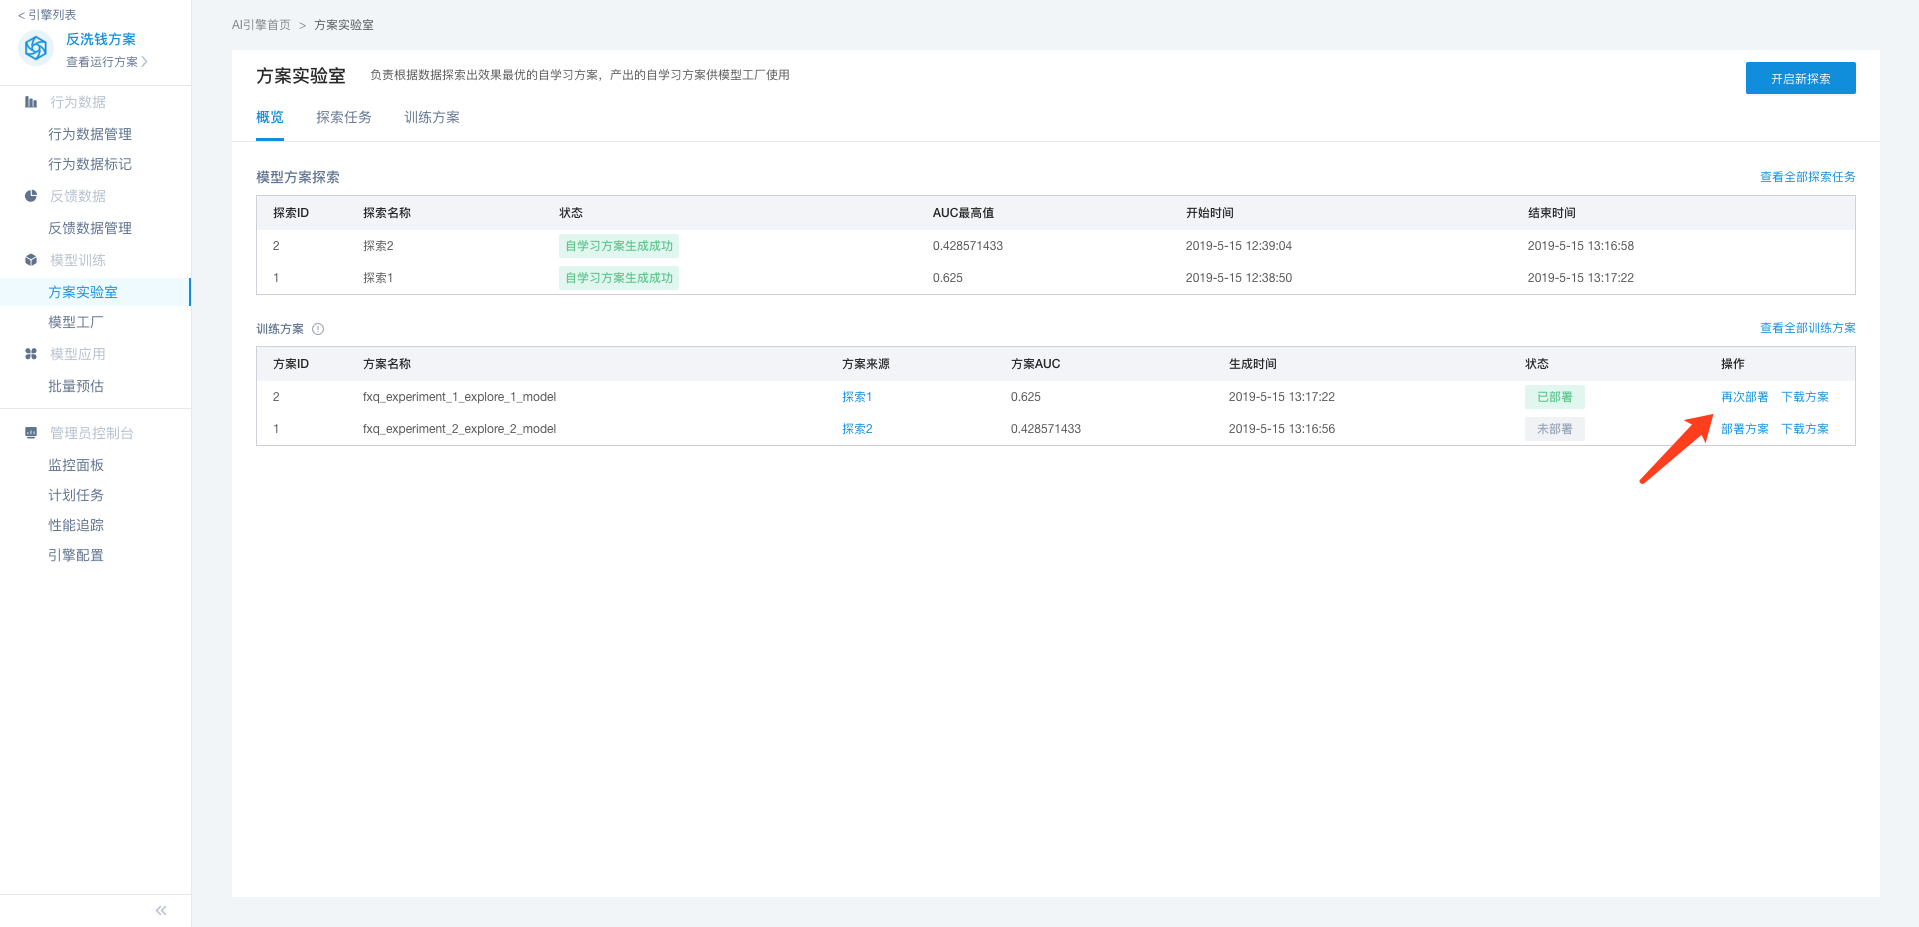 < 引擎列表
反洗钱方案
查看运行方案
行为数据
行为数据管理
行为数据标记
反馈数据
反馈数据管理
模型训练
方案实验室
模型工厂
模型应用
批量预估
管理员控制台
监控面板
计划任务
性能追踪
引擎配置
AI引擎首页 > 方案实验室
方案实验室 负责根据数据探索出效果最优的自学习方案，产出的自学习方案供模型工厂使用
开启新探索
概览 探索任务 训练方案
模型方案探索 查看全部探索任务
探索ID 探索名称 状态 AUC最高值 开始时间 结束时间
2 探索2 自学习方案生成成功 0.428571433 2019-5-15 12:39:04 2019-5-15 13:16:58
1 探索1 自学习方案生成成功 0.625 2019-5-15 12:38:50 2019-5-15 13:17:22
训练方案 查看全部训练方案
方案ID 方案名称 方案来源 方案AUC 生成时间 状态 操作
2 fxq_experiment_1_explore_1_model 探索1 0.625 2019-5-15 13:17:22 已部署 再次部署 下载方案
1 fxq_experiment_2_explore_2_model 探索2 0.428571433 2019-5-15 13:16:56 未部署 部署方案 下载方案